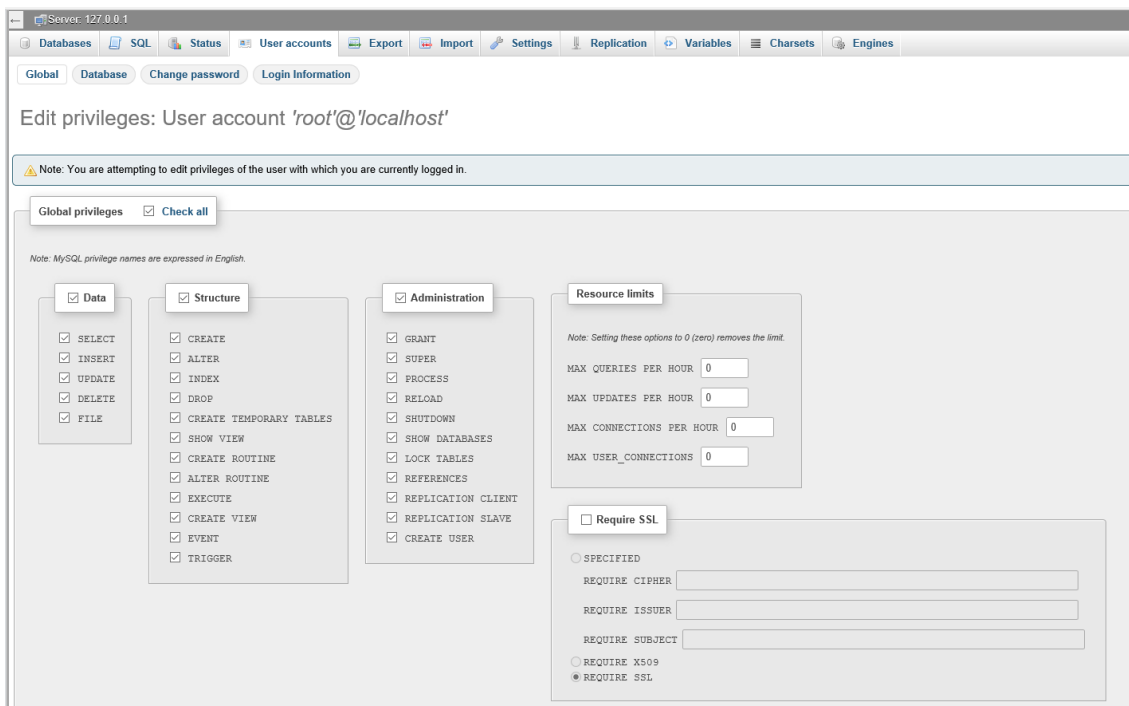 Server: 127.0.0.1
Databases SQL Status User accounts Export Import Settings Replication Variables Charsets Engines
Global Database Change password Login Information
Edit privileges: User account 'root'@'localhost'
Note: You are attempting to edit privileges of the user with which you are currently logged in.
Global privileges Check all
Note: MySQL privilege names are expressed in English.
Data
SELECT
INSERT
UPDATE
DELETE
FILE
Structure
CREATE
ALTER
INDEX
DROP
CREATE TEMPORARY TABLES
SHOW VIEW
CREATE ROUTINE
ALTER ROUTINE
EXECUTE
CREATE VIEW
EVENT
TRIGGER
Administration
GRANT
SUPER
PROCESS
RELOAD
SHUTDOWN
SHOW DATABASES
LOCK TABLES
REFERENCES
REPLICATION CLIENT
REPLICATION SLAVE
CREATE USER
Resource limits
Note: Setting these options to 0 (zero) removes the limit.
MAX QUERIES PER HOUR 0
MAX UPDATES PER HOUR 0
MAX CONNECTIONS PER HOUR 0
MAX USER_CONNECTIONS 0
Require SSL
SPECIFIED
REQUIRE CIPHER
REQUIRE ISSUER
REQUIRE SUBJECT
REQUIRE X509
REQUIRE SSL